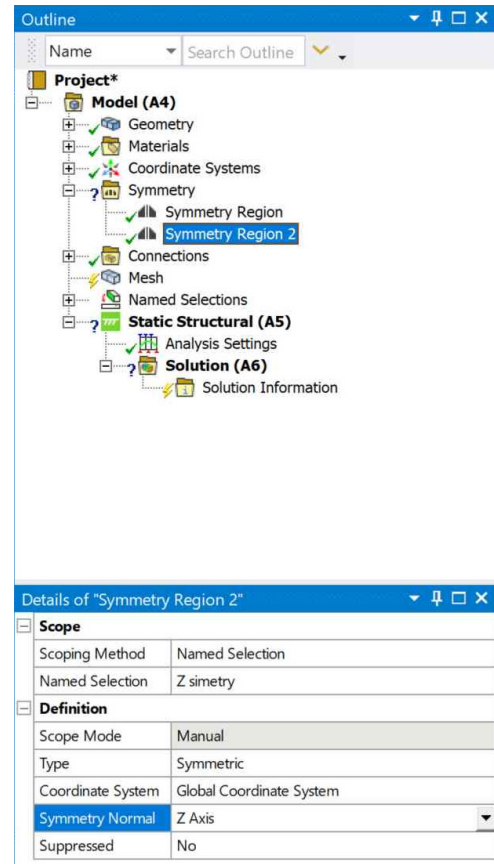 Outline
Name Search Outline
Project*
Model (A4)
Geometry
Materials
Coordinate Systems
Symmetry
Symmetry Region
Symmetry Region 2
Connections
Mesh
Named Selections
Static Structural (A5)
Analysis Settings
Solution (A6)
Solution Information
Details of "Symmetry Region 2"
Scope
Scoping Method Named Selection
Named Selection Z simetry
Definition
Scope Mode Manual
Type Symmetric
Coordinate System Global Coordinate System
Symmetry Normal Z Axis
Suppressed No